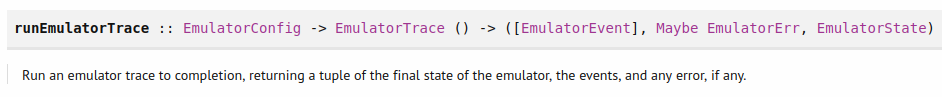 runEmulatorTrace :: EmulatorConfig -> EmulatorTrace () -> ([EmulatorEvent], Maybe EmulatorErr, EmulatorState)
Run an emulator trace to completion, returning a tuple of the final state of the emulator, the events, and any error, if any.